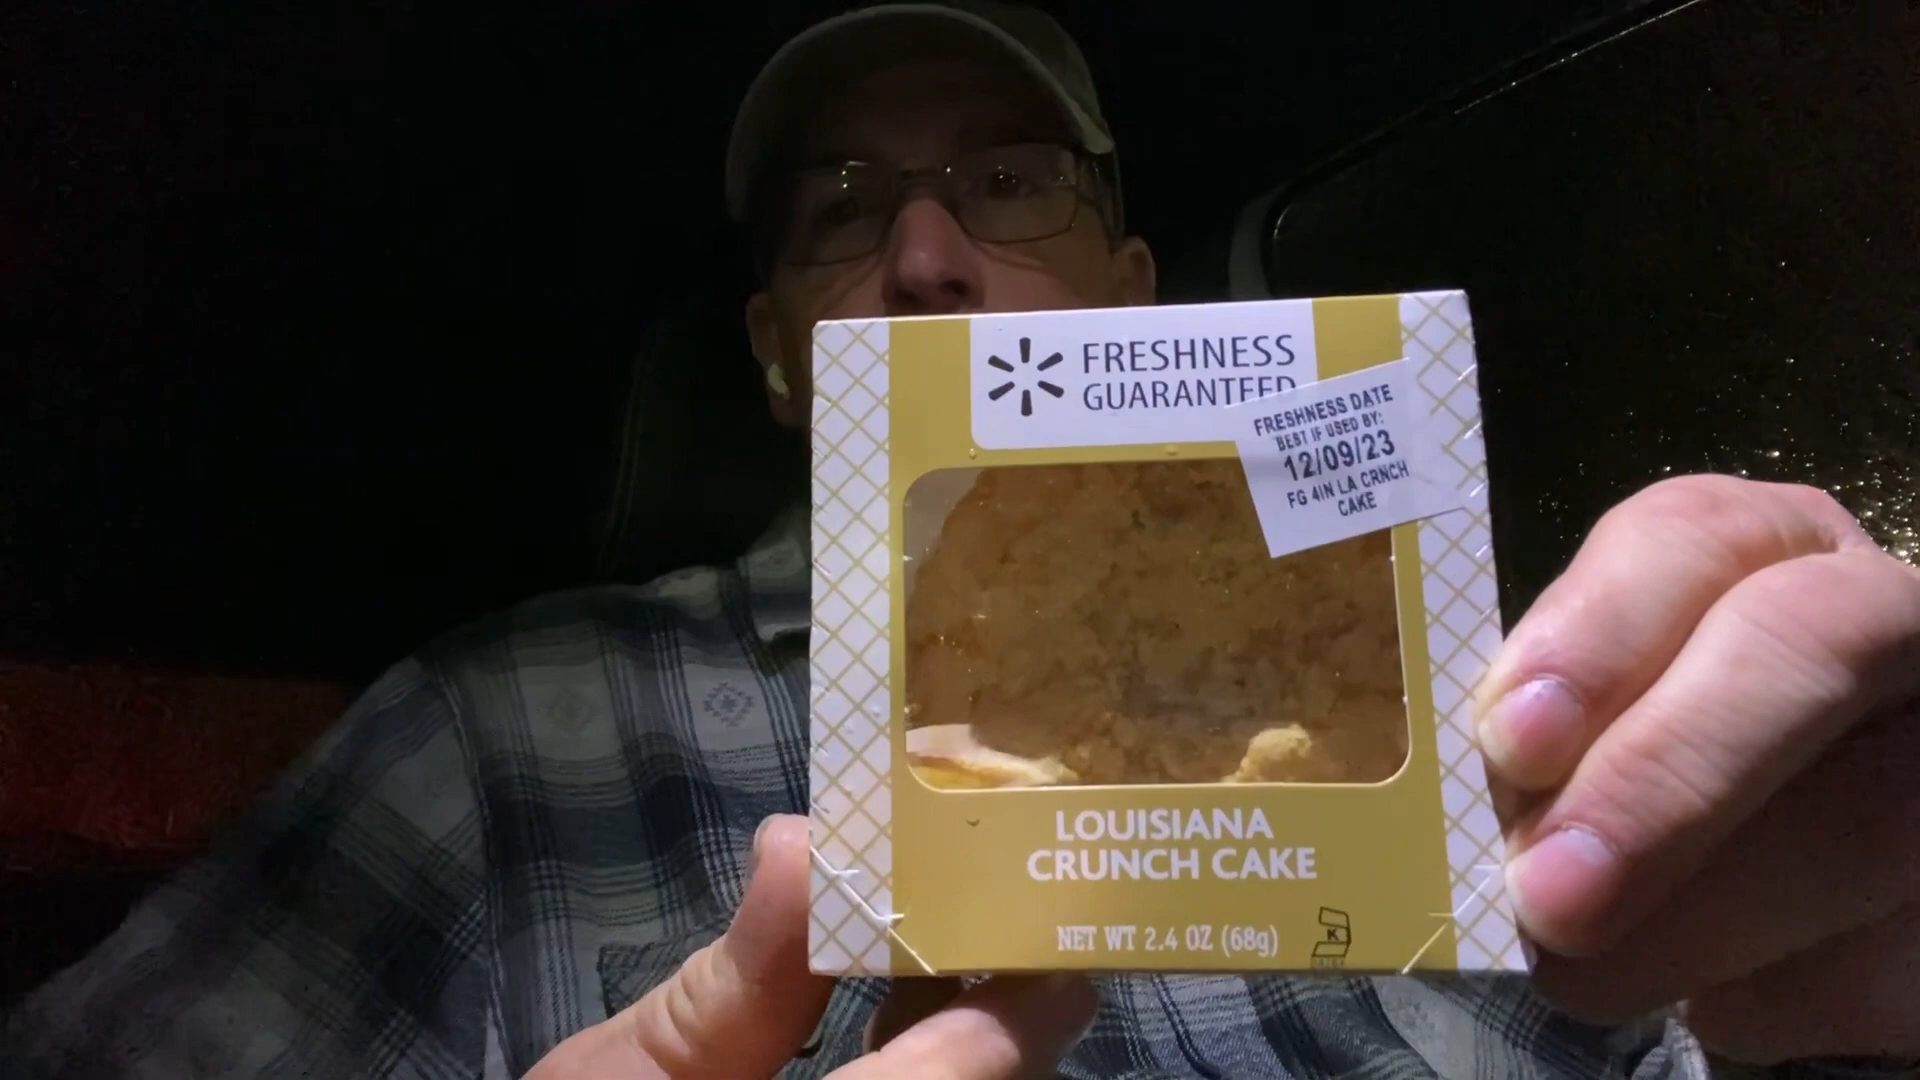 FRESHNESS
GUARANTEED
FRESHNESS DATE
BEST IF USED BY:
12/09/23
FG 4IN LA CRNCH
CAKE
LOUISIANA
CRUNCH CAKE
NET WT 2.4 OZ (68g)
K